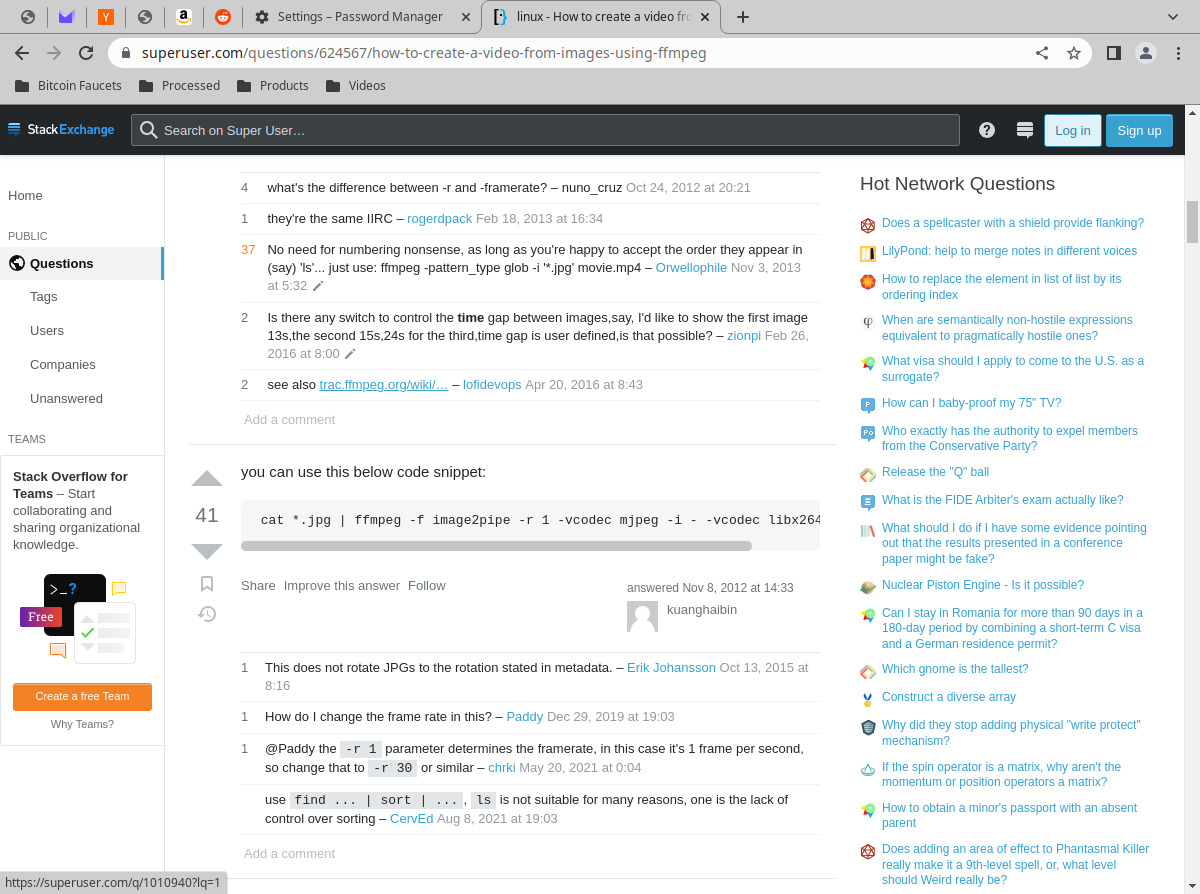 Settings – Password Manager
linux - How to create a video fro
superuser.com/questions/624567/how-to-create-a-video-from-images-using-ffmpeg
Bitcoin Faucets
Processed
Products
Videos
StackExchange
Search on Super User…
Log in
Sign up
Home
PUBLIC
Questions
Tags
Users
Companies
Unanswered
TEAMS
Stack Overflow for
Teams – Start
collaborating and
sharing organizational
knowledge.
>_?
Free
Create a free Team
Why Teams?
4 what's the difference between -r and -framerate? – nuno_cruz Oct 24, 2012 at 20:21
1 they're the same IIRC – rogerdpack Feb 18, 2013 at 16:34
37 No need for numbering nonsense, as long as you're happy to accept the order they appear in
(say) 'ls'... just use: ffmpeg -pattern_type glob -i '*.jpg' movie.mp4 – Orwellophile Nov 3, 2013
at 5:32
2 Is there any switch to control the time gap between images,say, I'd like to show the first image
13s,the second 15s,24s for the third,time gap is user defined,is that possible? – zionpi Feb 26,
2016 at 8:00
2 see also trac.ffmpeg.org/wiki/… – lofidevops Apr 20, 2016 at 8:43
Add a comment
41
you can use this below code snippet:
cat *.jpg | ffmpeg -f image2pipe -r 1 -vcodec mjpeg -i - -vcodec libx264
Share Improve this answer Follow
answered Nov 8, 2012 at 14:33
kuanghaibin
1 This does not rotate JPGs to the rotation stated in metadata. – Erik Johansson Oct 13, 2015 at
8:16
1 How do I change the frame rate in this? – Paddy Dec 29, 2019 at 19:03
1 @Paddy the -r 1 parameter determines the framerate, in this case it's 1 frame per second,
so change that to -r 30 or similar – chrki May 20, 2021 at 0:04
use find ... | sort | ..., ls is not suitable for many reasons, one is the lack of
control over sorting – CervEd Aug 8, 2021 at 19:03
Add a comment
Hot Network Questions
Does a spellcaster with a shield provide flanking?
LilyPond: help to merge notes in different voices
How to replace the element in list of list by its
ordering index
When are semantically non-hostile expressions
equivalent to pragmatically hostile ones?
What visa should I apply to come to the U.S. as a
surrogate?
How can I baby-proof my 75" TV?
Who exactly has the authority to expel members
from the Conservative Party?
Release the "Q" ball
What is the FIDE Arbiter's exam actually like?
What should I do if I have some evidence pointing
out that the results presented in a conference
paper might be fake?
Nuclear Piston Engine - Is it possible?
Can I stay in Romania for more than 90 days in a
180-day period by combining a short-term C visa
and a German residence permit?
Which gnome is the tallest?
Construct a diverse array
Why did they stop adding physical "write protect"
mechanism?
If the spin operator is a matrix, why aren't the
momentum or position operators a matrix?
How to obtain a minor's passport with an absent
parent
Does adding an area of effect to Phantasmal Killer
really make it a 9th-level spell, or, what level
should Weird really be?
https://superuser.com/q/1010940?lq=1